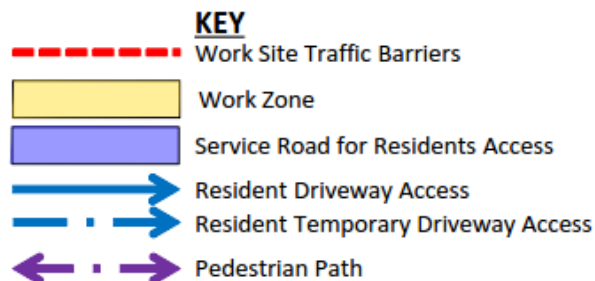 KEY
Work Site Traffic Barriers
Work Zone
Service Road for Residents Access
Resident Driveway Access
Resident Temporary Driveway Access
Pedestrian Path